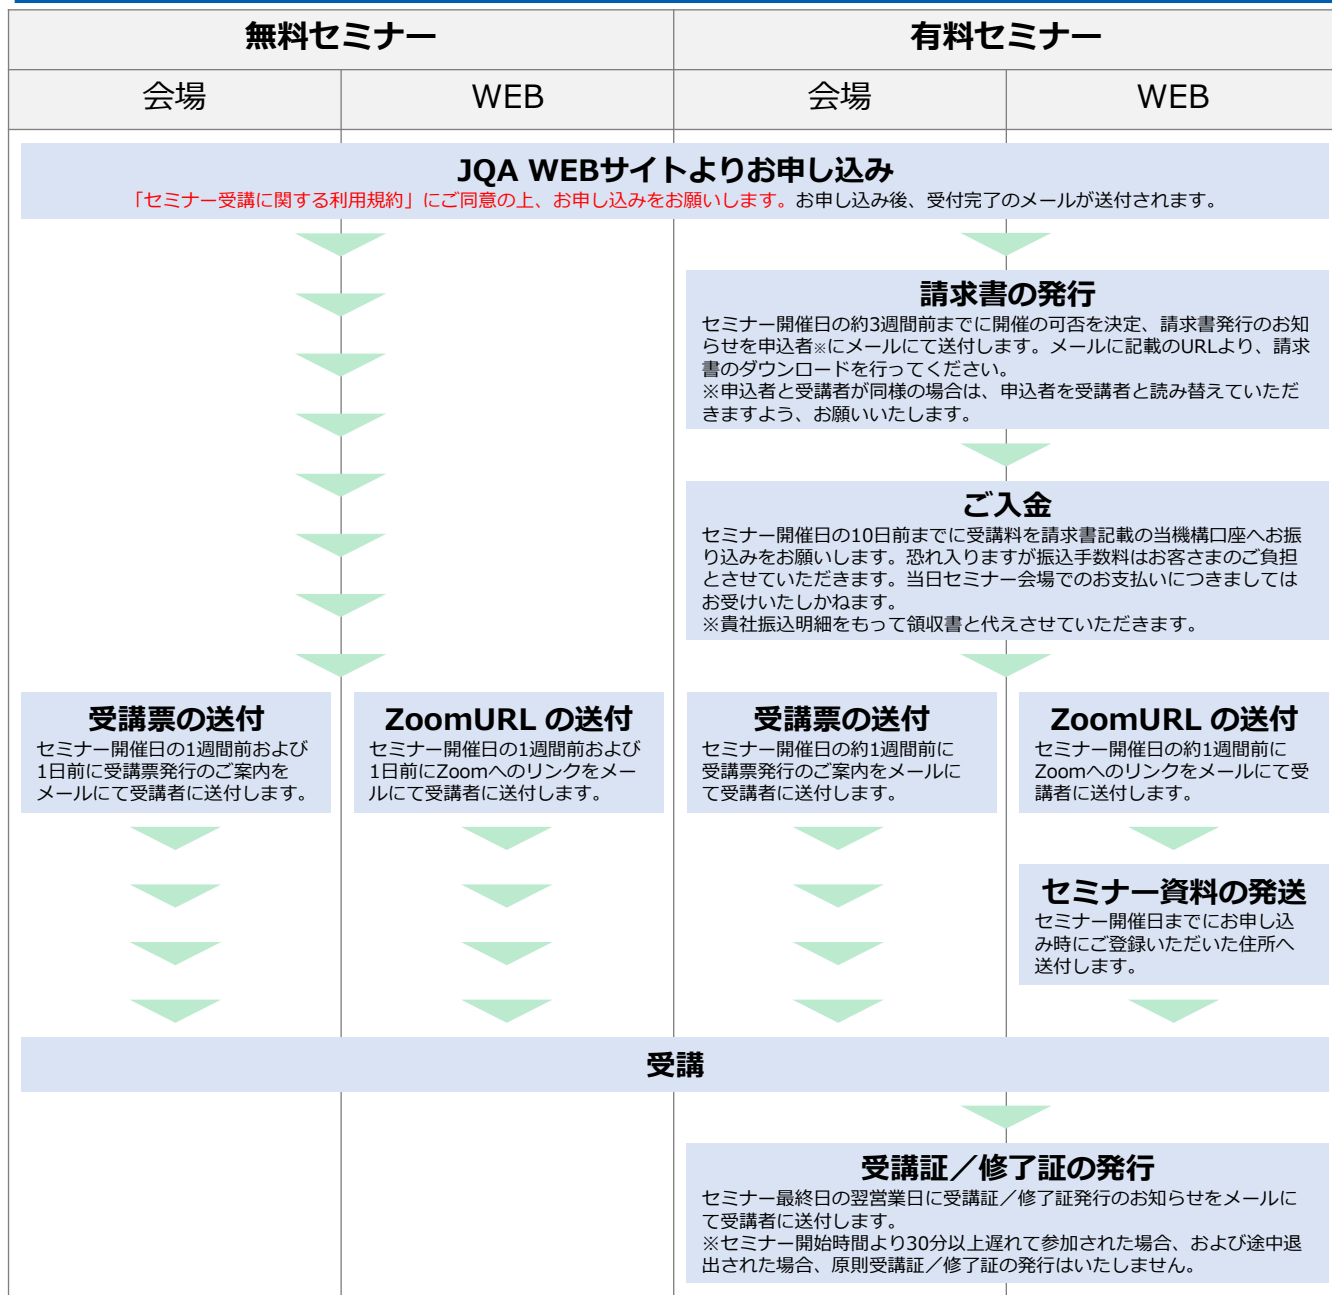 無料セミナー
有料セミナー
会場
WEB
会場
WEB
JQA WEBサイトよりお申し込み
「セミナー受講に関する利用規約」にご同意の上、お申し込みをお願いします。お申し込み後、受付完了のメールが送付されます。
請求書の発行
セミナー開催日の約3週間前までに開催の可否を決定、請求書発行のお知
らせを申込者※にメールにて送付します。メールに記載のURLより、請求
書のダウンロードを行ってください。
※申込者と受講者が同様の場合は、申込者を受講者と読み替えていただ
きますよう、お願いいたします。
ご入金
セミナー開催日の10日前までに受講料を請求書記載の当機構口座へお振
り込みをお願いします。恐れ入りますが振込手数料はお客さまのご負担
とさせていただきます。当日セミナー会場でのお支払いにつきましては
お受けいたしかねます。
※貴社振込明細をもって領収書と代えさせていただきます。
受講票の送付
セミナー開催日の1週間前および
1日前に受講票発行のご案内を
メールにて受講者に送付します。
ZoomURL の送付
セミナー開催日の1週間前および
1日前にZoomへのリンクをメー
ルにて受講者に送付します。
受講票の送付
セミナー開催日の約1週間前に
受講票発行のご案内をメールに
て受講者に送付します。
ZoomURL の送付
セミナー開催日の約1週間前に
Zoomへのリンクをメールにて受
講者に送付します。
セミナー資料の発送
セミナー開催日までにお申し込
み時にご登録いただいた住所へ
送付します。
受講
受講証／修了証の発行
セミナー最終日の翌営業日に受講証／修了証発行のお知らせをメールに
て受講者に送付します。
※セミナー開始時間より30分以上遅れて参加された場合、および途中退
出された場合、原則受講証／修了証の発行はいたしません。